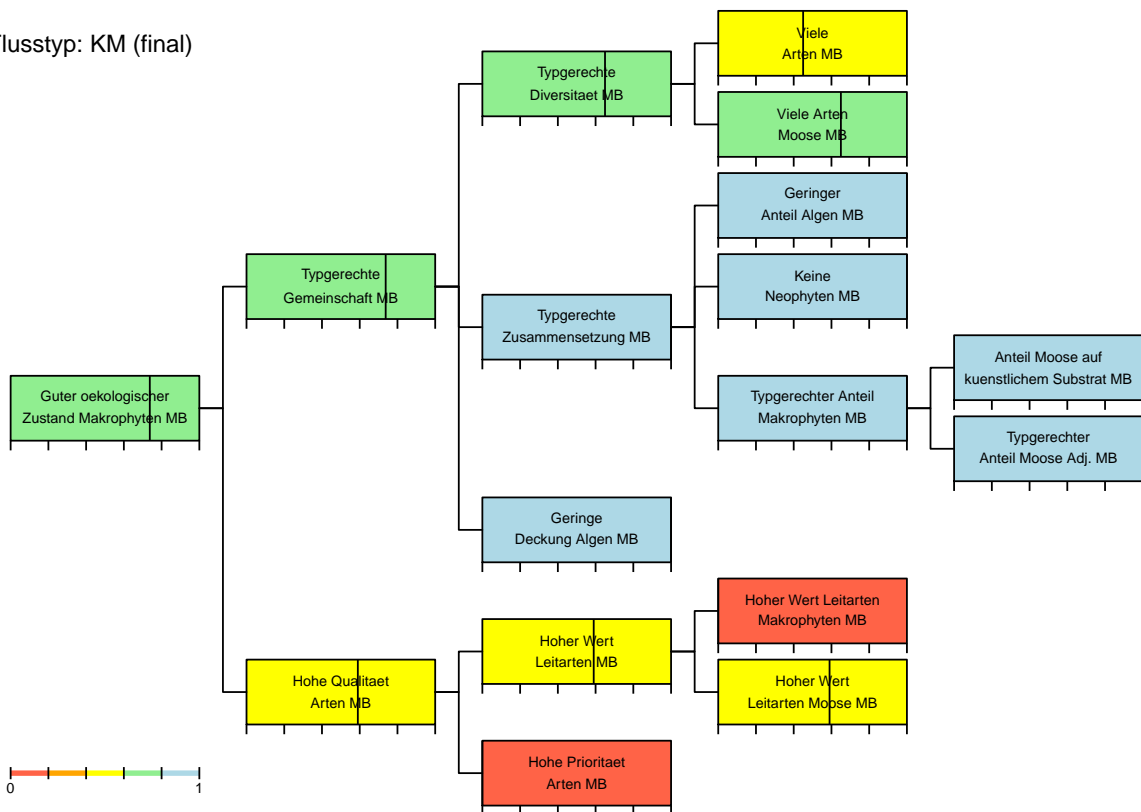 lusstyp: KM (final)
Viele
Arten MB
Typgerechte
Diversitaet MB
Viele Arten
Moose MB
Geringer
Anteil Algen MB
Typgerechte
Gemeinschaft MB
Keine
Neophyten MB
Typgerechte
Zusammensetzung MB
Anteil Moose auf
kuenstlichem Substrat MB
Guter oekologischer
Zustand Makrophyten MB
Typgerechter Anteil
Makrophyten MB
Typgerechter
Anteil Moose Adj. MB
Geringe
Deckung Algen MB
Hoher Wert Leitarten
Makrophyten MB
Hoher Wert
Leitarten MB
Hohe Qualitaet
Arten MB
Hoher Wert
Leitarten Moose MB
Hohe Prioritaet
Arten MB
0 1